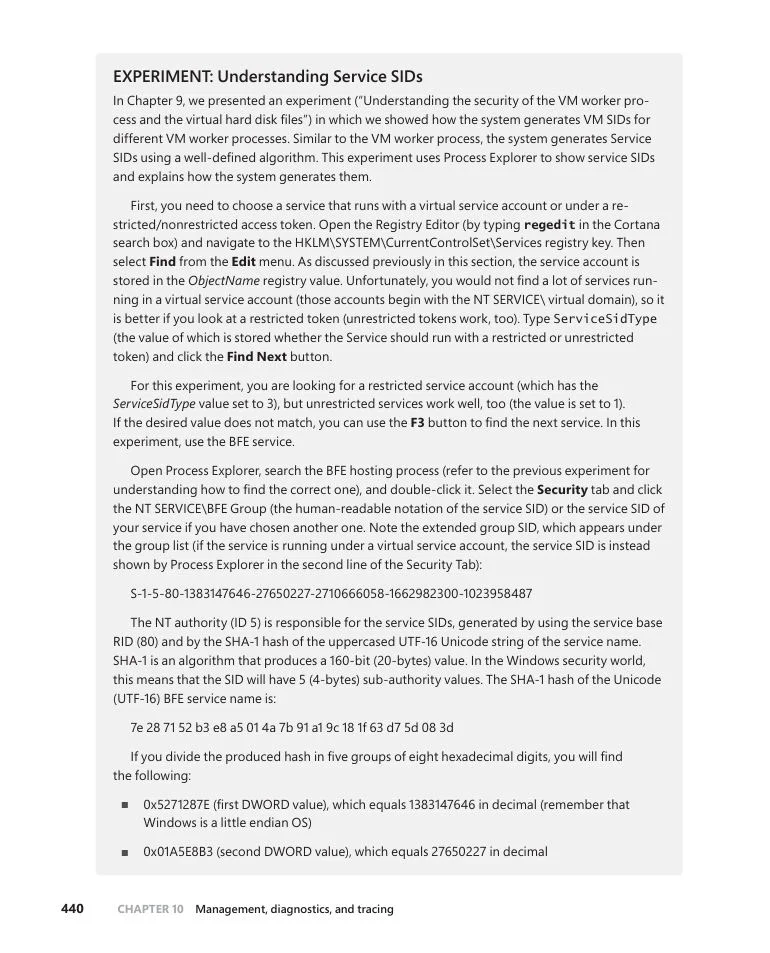 EXPERIMENT: Understanding Service SIDs
In Chapter 9, we presented an experiment (“Understanding the security of the VM worker pro-
cess and the virtual hard disk files”) in which we showed how the system generates VM SIDs for
different VM worker processes. Similar to the VM worker process, the system generates Service
SIDs using a well-defined algorithm. This experiment uses Process Explorer to show service SIDs
and explains how the system generates them.
First, you need to choose a service that runs with a virtual service account or under a re-
stricted/nonrestricted access token. Open the Registry Editor (by typing regedit in the Cortana
search box) and navigate to the HKLM\SYSTEM\CurrentControlSet\Services registry key. Then
select Find from the Edit menu. As discussed previously in this section, the service account is
stored in the ObjectName registry value. Unfortunately, you would not find a lot of services run-
ning in a virtual service account (those accounts begin with the NT SERVICE\ virtual domain), so it
is better if you look at a restricted token (unrestricted tokens work, too). Type ServiceSidType
(the value of which is stored whether the Service should run with a restricted or unrestricted
token) and click the Find Next button.
For this experiment, you are looking for a restricted service account (which has the
ServiceSidType value set to 3), but unrestricted services work well, too (the value is set to 1).
If the desired value does not match, you can use the F3 button to find the next service. In this
experiment, use the BFE service.
Open Process Explorer, search the BFE hosting process (refer to the previous experiment for
understanding how to find the correct one), and double-click it. Select the Security tab and click
the NT SERVICE\BFE Group (the human-readable notation of the service SID) or the service SID of
your service if you have chosen another one. Note the extended group SID, which appears under
the group list (if the service is running under a virtual service account, the service SID is instead
shown by Process Explorer in the second line of the Security Tab):
S-1-5-80-1383147646-27650227-2710666058-1662982300-1023958487
The NT authority (ID 5) is responsible for the service SIDs, generated by using the service base
RID (80) and by the SHA-1 hash of the uppercased UTF-16 Unicode string of the service name.
SHA-1 is an algorithm that produces a 160-bit (20-bytes) value. In the Windows security world,
this means that the SID will have 5 (4-bytes) sub-authority values. The SHA-1 hash of the Unicode
(UTF-16) BFE service name is:
7e 28 71 52 b3 e8 a5 01 4a 7b 91 a1 9c 18 1f 63 d7 5d 08 3d
If you divide the produced hash in five groups of eight hexadecimal digits, you will find
the following:
■ 0x5271287E (first DWORD value), which equals 1383147646 in decimal (remember that
Windows is a little endian OS)
■ 0x01A5E8B3 (second DWORD value), which equals 27650227 in decimal
440 CHAPTER 10 Management, diagnostics, and tracing